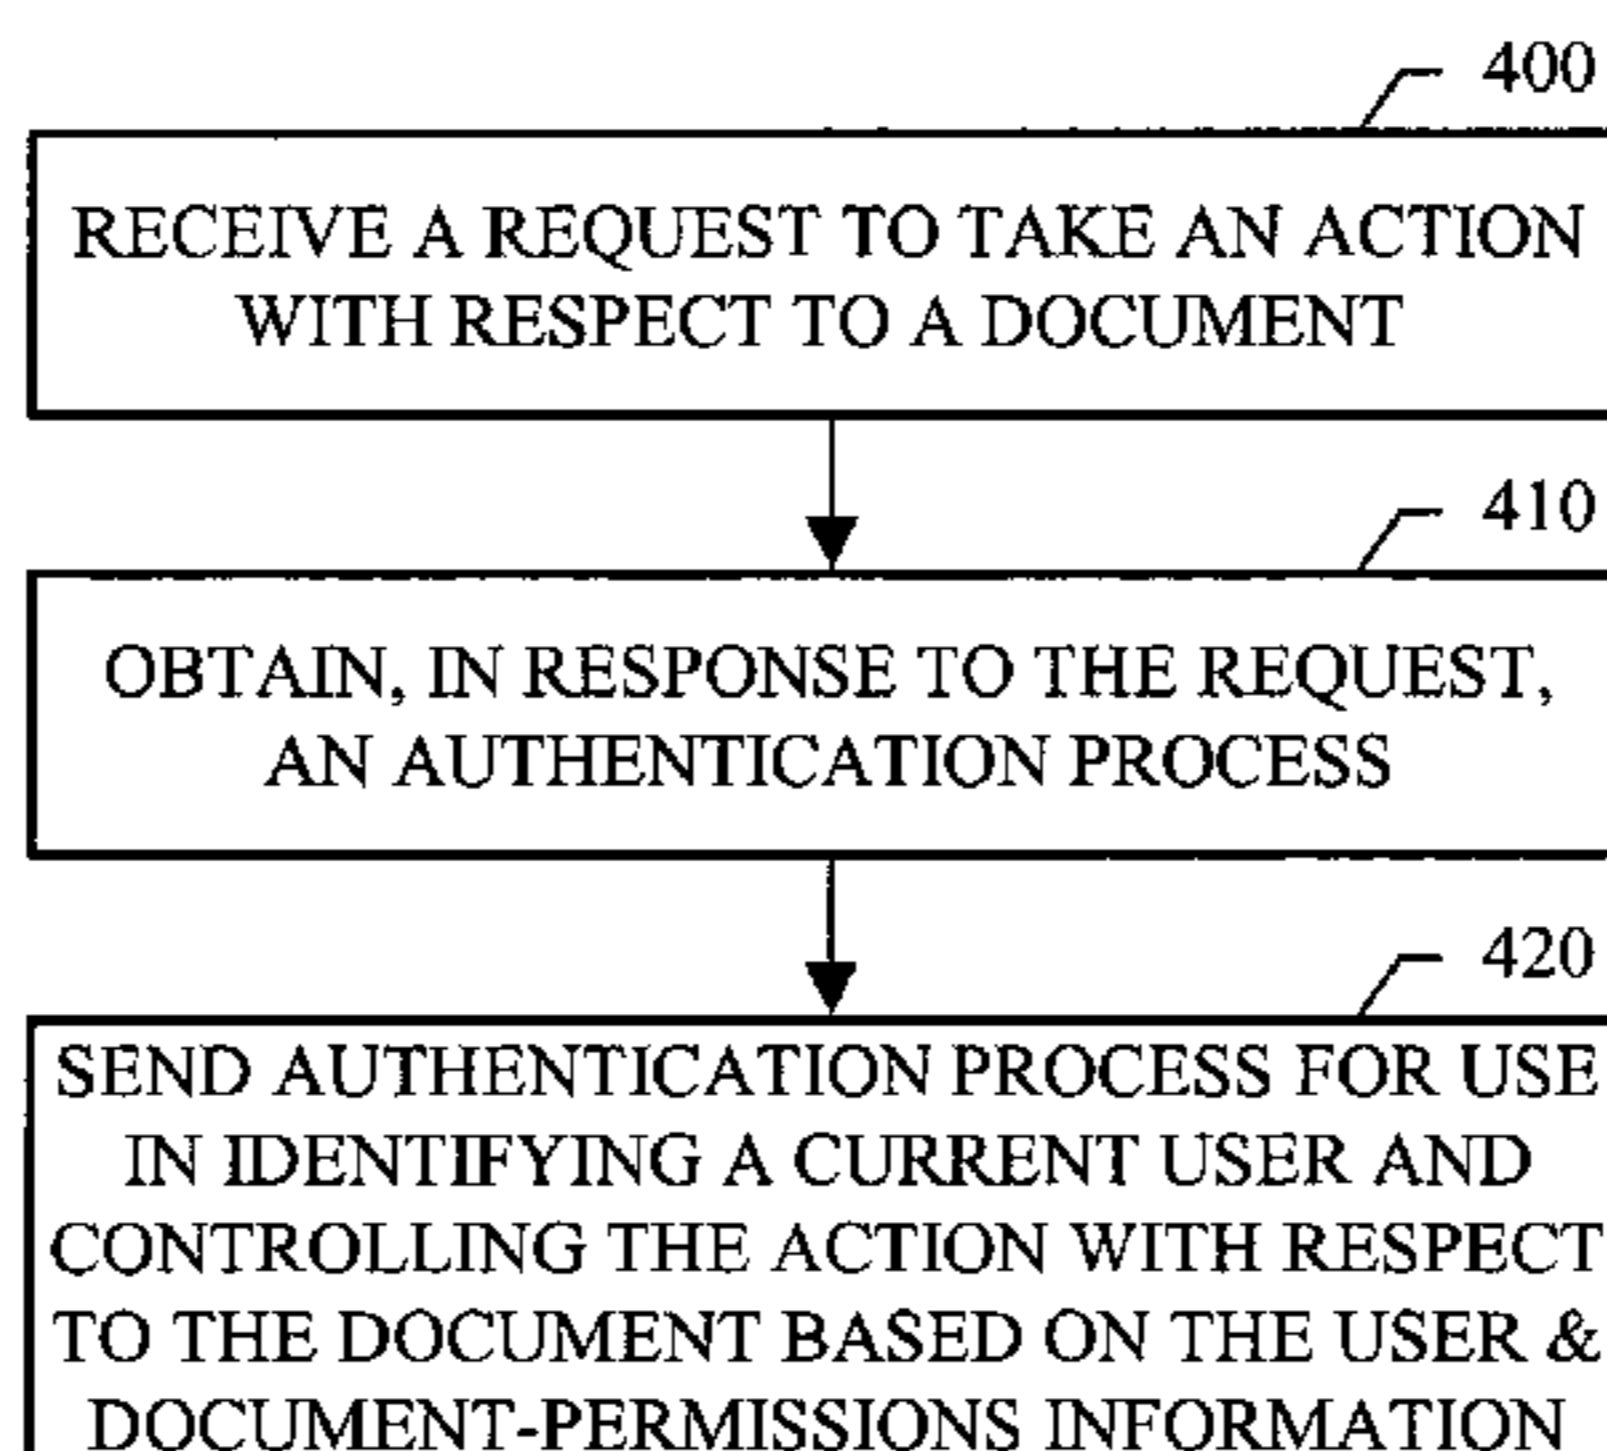 400
RECEIVE A REQUEST TO TAKE AN ACTION
WITH RESPECT TO A DOCUMENT
410
OBTAIN, IN RESPONSE TO THE REQUEST,
AN AUTHENTICATION PROCESS
420
SEND AUTHENTICATION PROCESS FOR USE
IN IDENTIFYING A CURRENT USER AND
CONTROLLING THE ACTION WITH RESPECT
TO THE DOCUMENT BASED ON THE USER &
DOCUMENT-PERMISSIONS INFORMATION